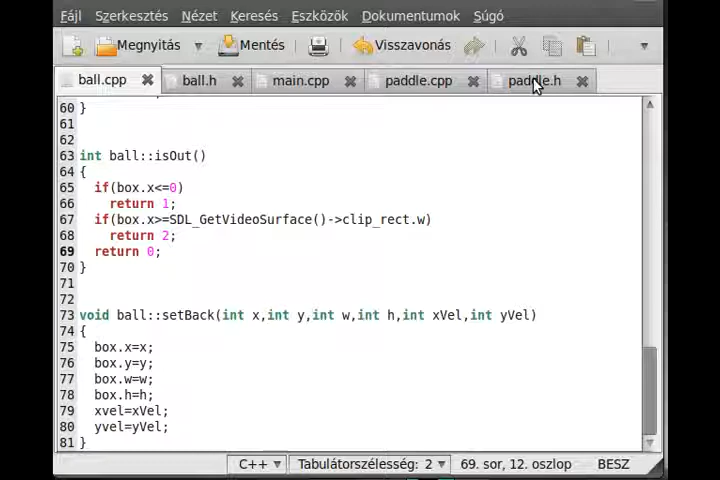 Fájl Szerkesztés Nézet Keresés Eszközök Dokumentumok Súgó
Megnyitás Mentés Visszavonás
ball.cpp ball.h main.cpp paddle.cpp paddle.h
60 }
61
62
63 int ball::isOut()
64 {
65 if(box.x<=0)
66 return 1;
67 if(box.x>=SDL_GetVideoSurface()->clip_rect.w)
68 return 2;
69 return 0;
70 }
71
72
73 void ball::setBack(int x,int y,int w,int h,int xVel,int yVel)
74 {
75 box.x=x;
76 box.y=y;
77 box.w=w;
78 box.h=h;
79 xvel=xVel;
80 yvel=yVel;
81 }
C++ Tabulátorszélesség: 2 69. sor, 12. oszlop BESZ